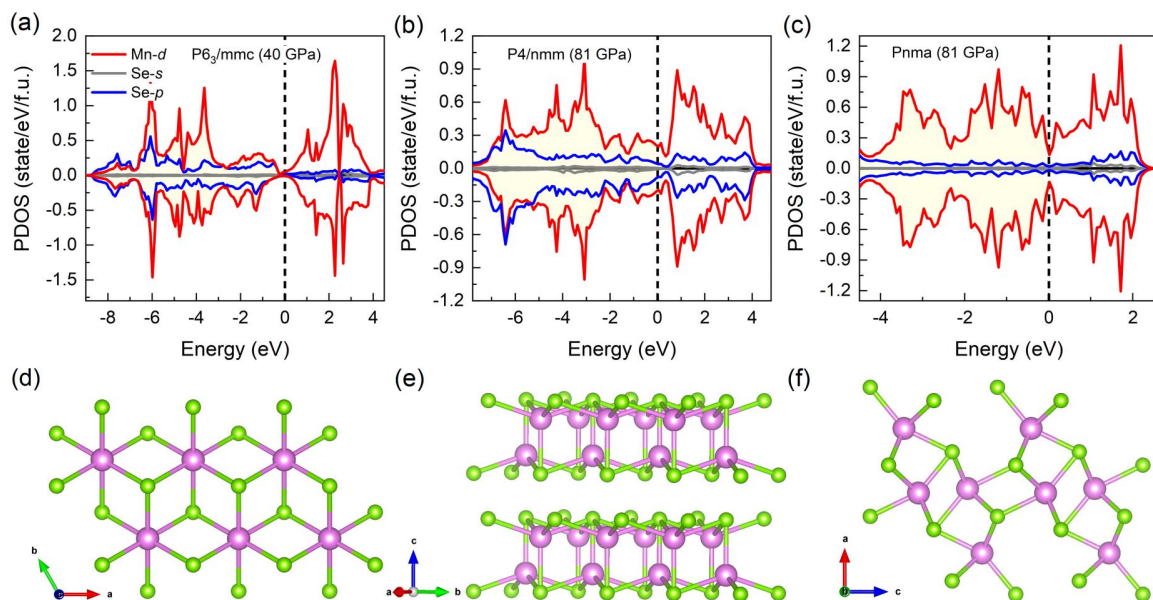 (a)
2.0
1.5
1.0
0.5
0.0
0.5
-1.0
-1.5
PDOS (state/eV/f.u.)
Mn-d
Se-s
Se-p
P6₃/mmc (40 GPa)
-8
-6
-4
-2
0
2
4
Energy (eV)
(b)
1.2
0.9
0.6
0.3
0.0
-0.3
-0.6
-0.9
-1.2
PDOS (state/eV/f.u.)
P4/nmm (81 GPa)
-6
-4
-2
0
2
4
Energy (eV)
(c)
1.2
0.9
0.6
0.3
0.0
-0.3
-0.6
-0.9
-1.2
PDOS (state/eV/f.u.)
Pnma (81 GPa)
-4
-2
0
2
Energy (eV)
(d)
b
c
a
(e)
c
a
b
(f)
a
b
c